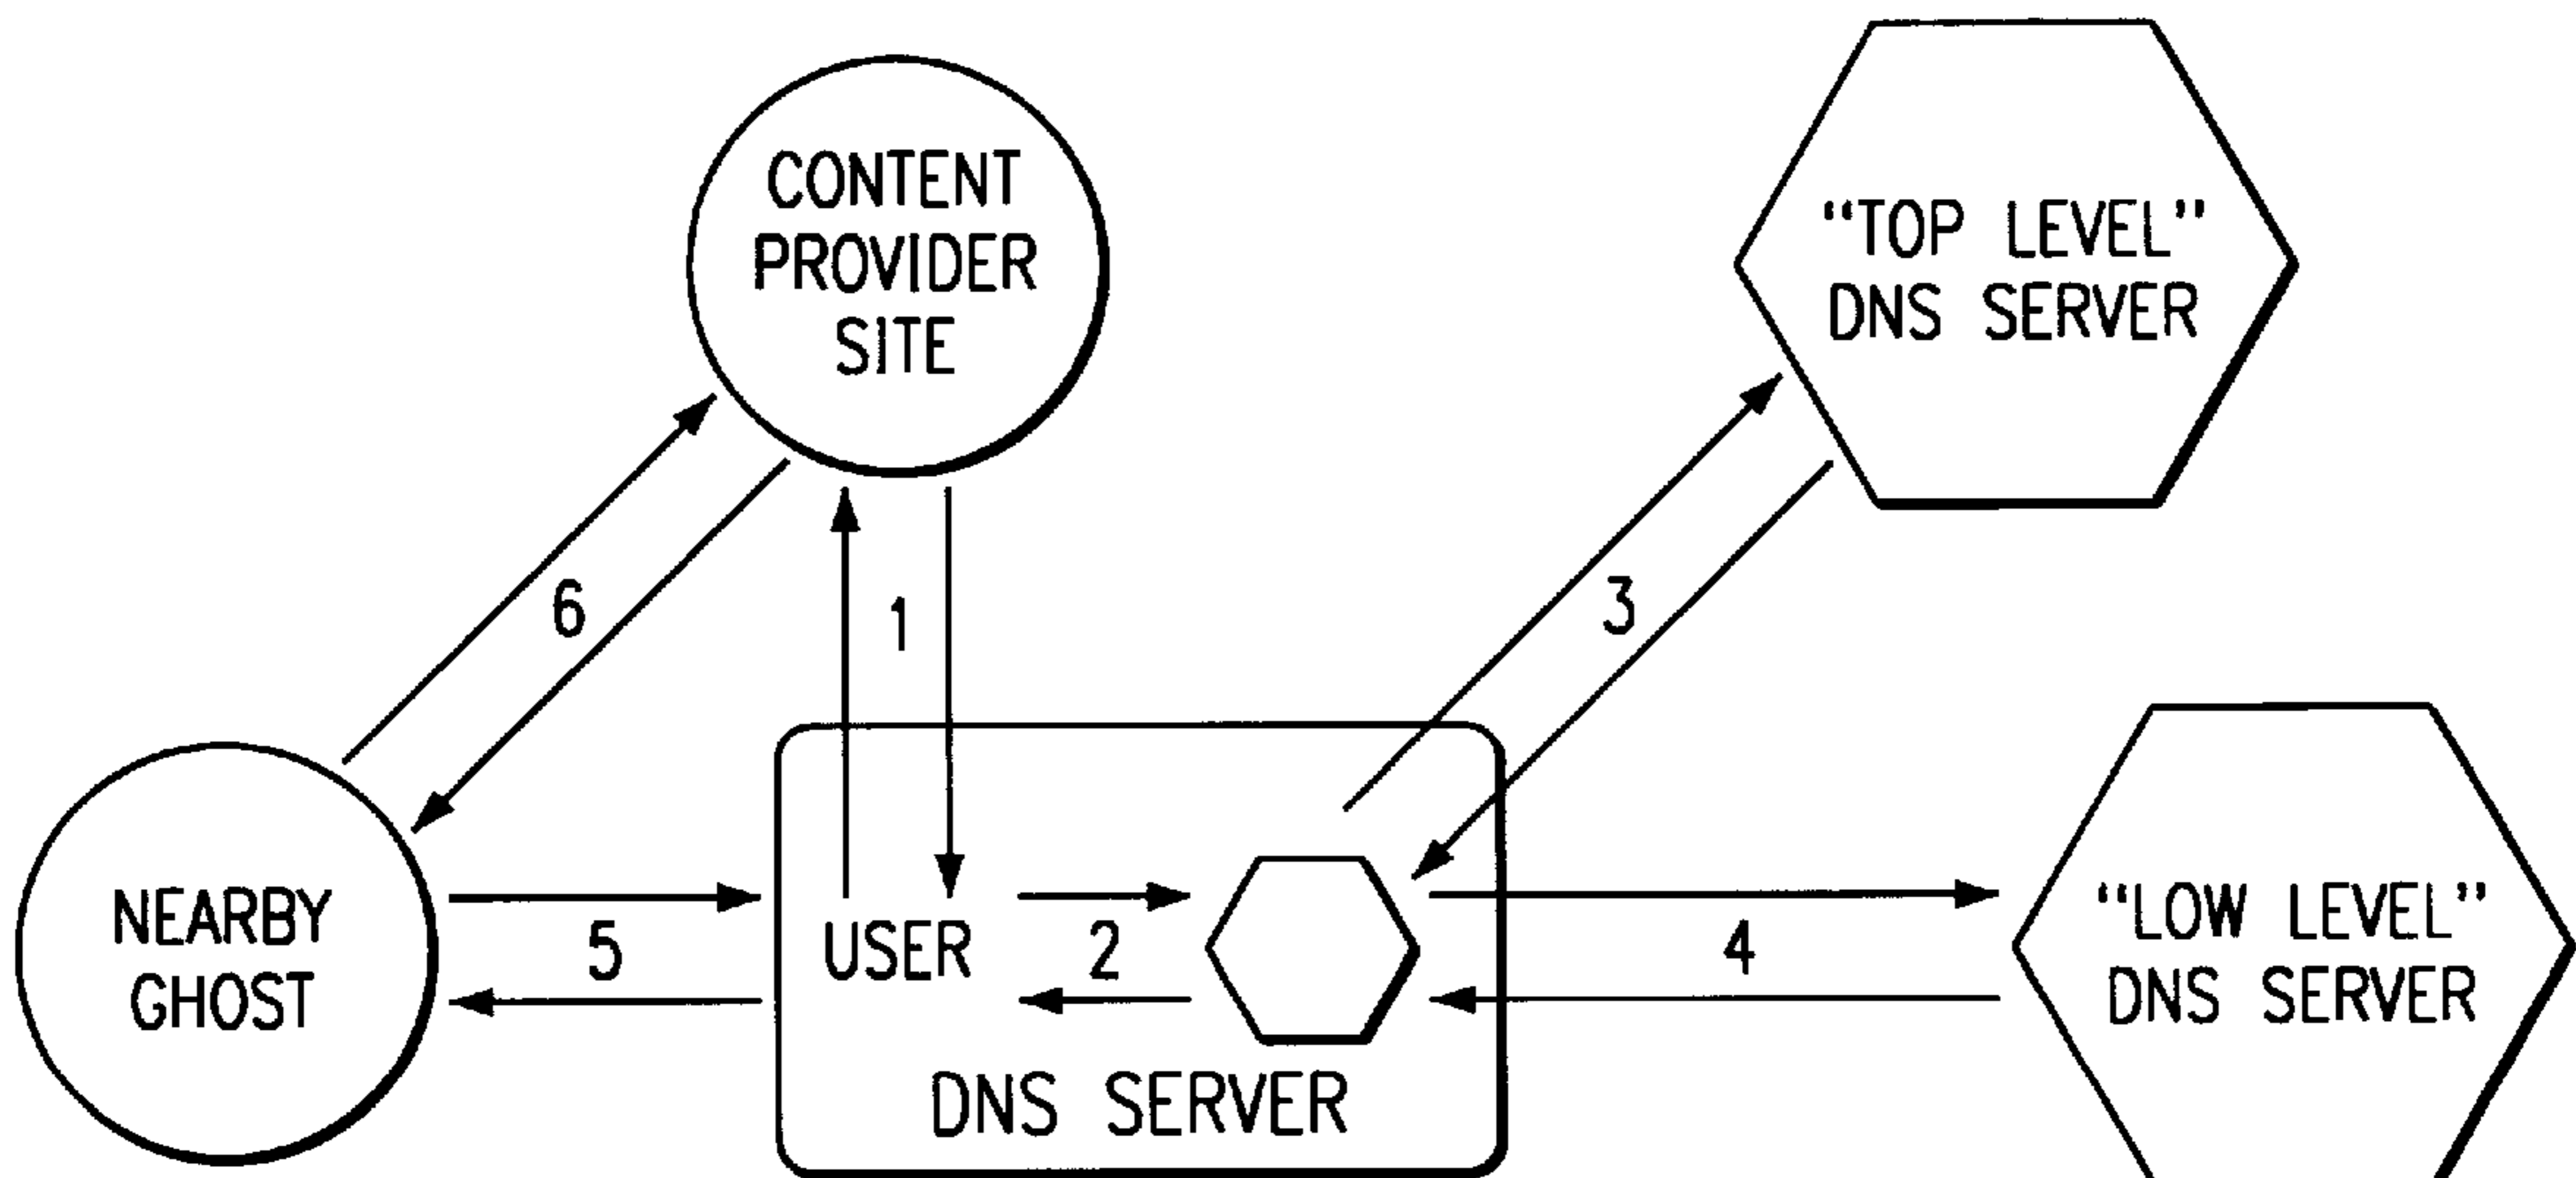 CONTENT
PROVIDER
SITE
"TOP LEVEL"
DNS SERVER
6
1
3
NEARBY
GHOST
5
USER
2
4
"LOW LEVEL"
DNS SERVER
DNS SERVER